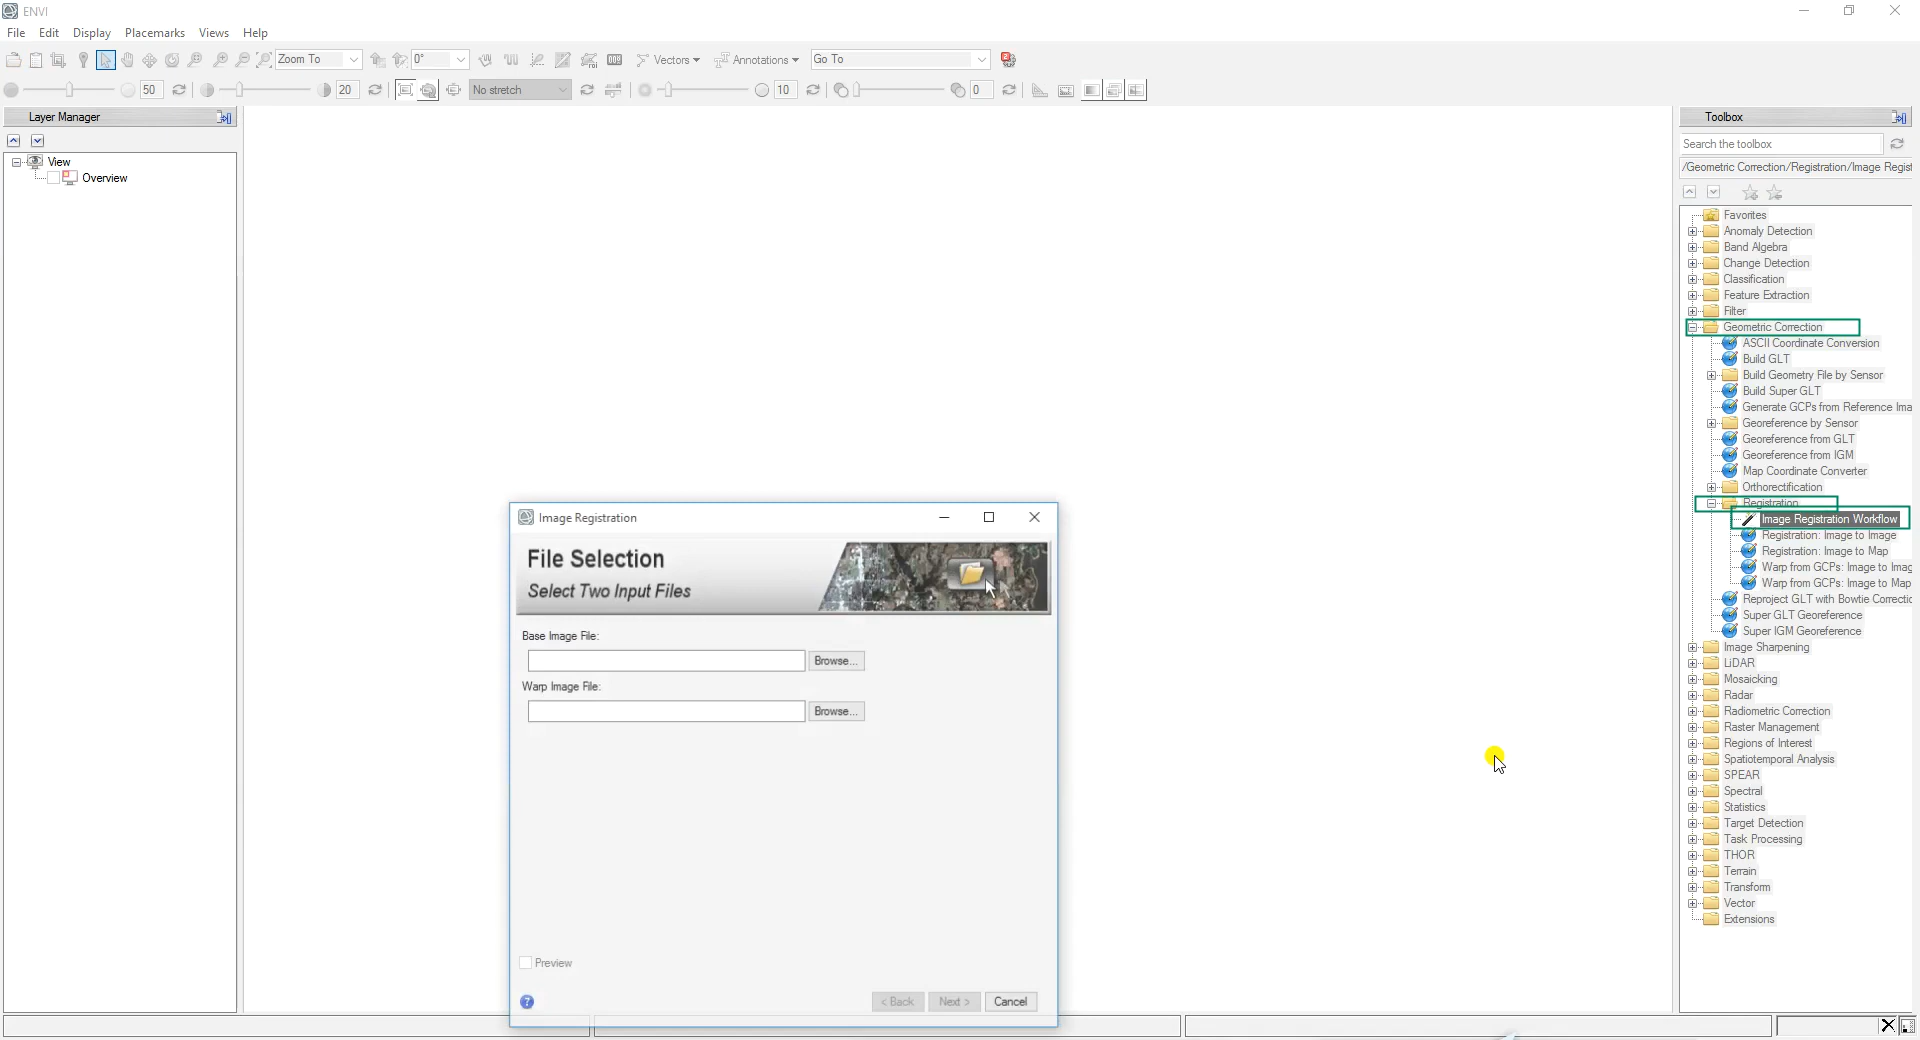 ENVI
File Edit Display Placemarks Views Help
Zoom To 0° Vectors Annotations Go To
50 20 No stretch 10 0
Layer Manager
View
Overview
Toolbox
Search the toolbox
/Geometric Correction/Registration/Image Regist
Favorites
Anomaly Detection
Band Algebra
Change Detection
Classification
Feature Extraction
Filter
Geometric Correction
ASCII Coordinate Conversion
Build GLT
Build Geometry File by Sensor
Build Super GLT
Generate GCPs from Reference Ima
Georeference by Sensor
Georeference from GLT
Georeference from IGM
Map Coordinate Converter
Orthorectification
Registration
Image Registration Workflow
Registration: Image to Image
Registration: Image to Map
Warp from GCPs: Image to Imag
Warp from GCPs: Image to Map
Reproject GLT with Bowtie Correctic
Super GLT Georeference
Super IGM Georeference
Image Sharpening
LiDAR
Mosaicking
Radar
Radiometric Correction
Raster Management
Regions of Interest
Spatiotemporal Analysis
SPEAR
Spectral
Statistics
Target Detection
Task Processing
THOR
Terrain
Transform
Vector
Extensions
Image Registration
File Selection
Select Two Input Files
Base Image File:
Browse...
Warp Image File:
Browse...
Preview
< Back Next > Cancel